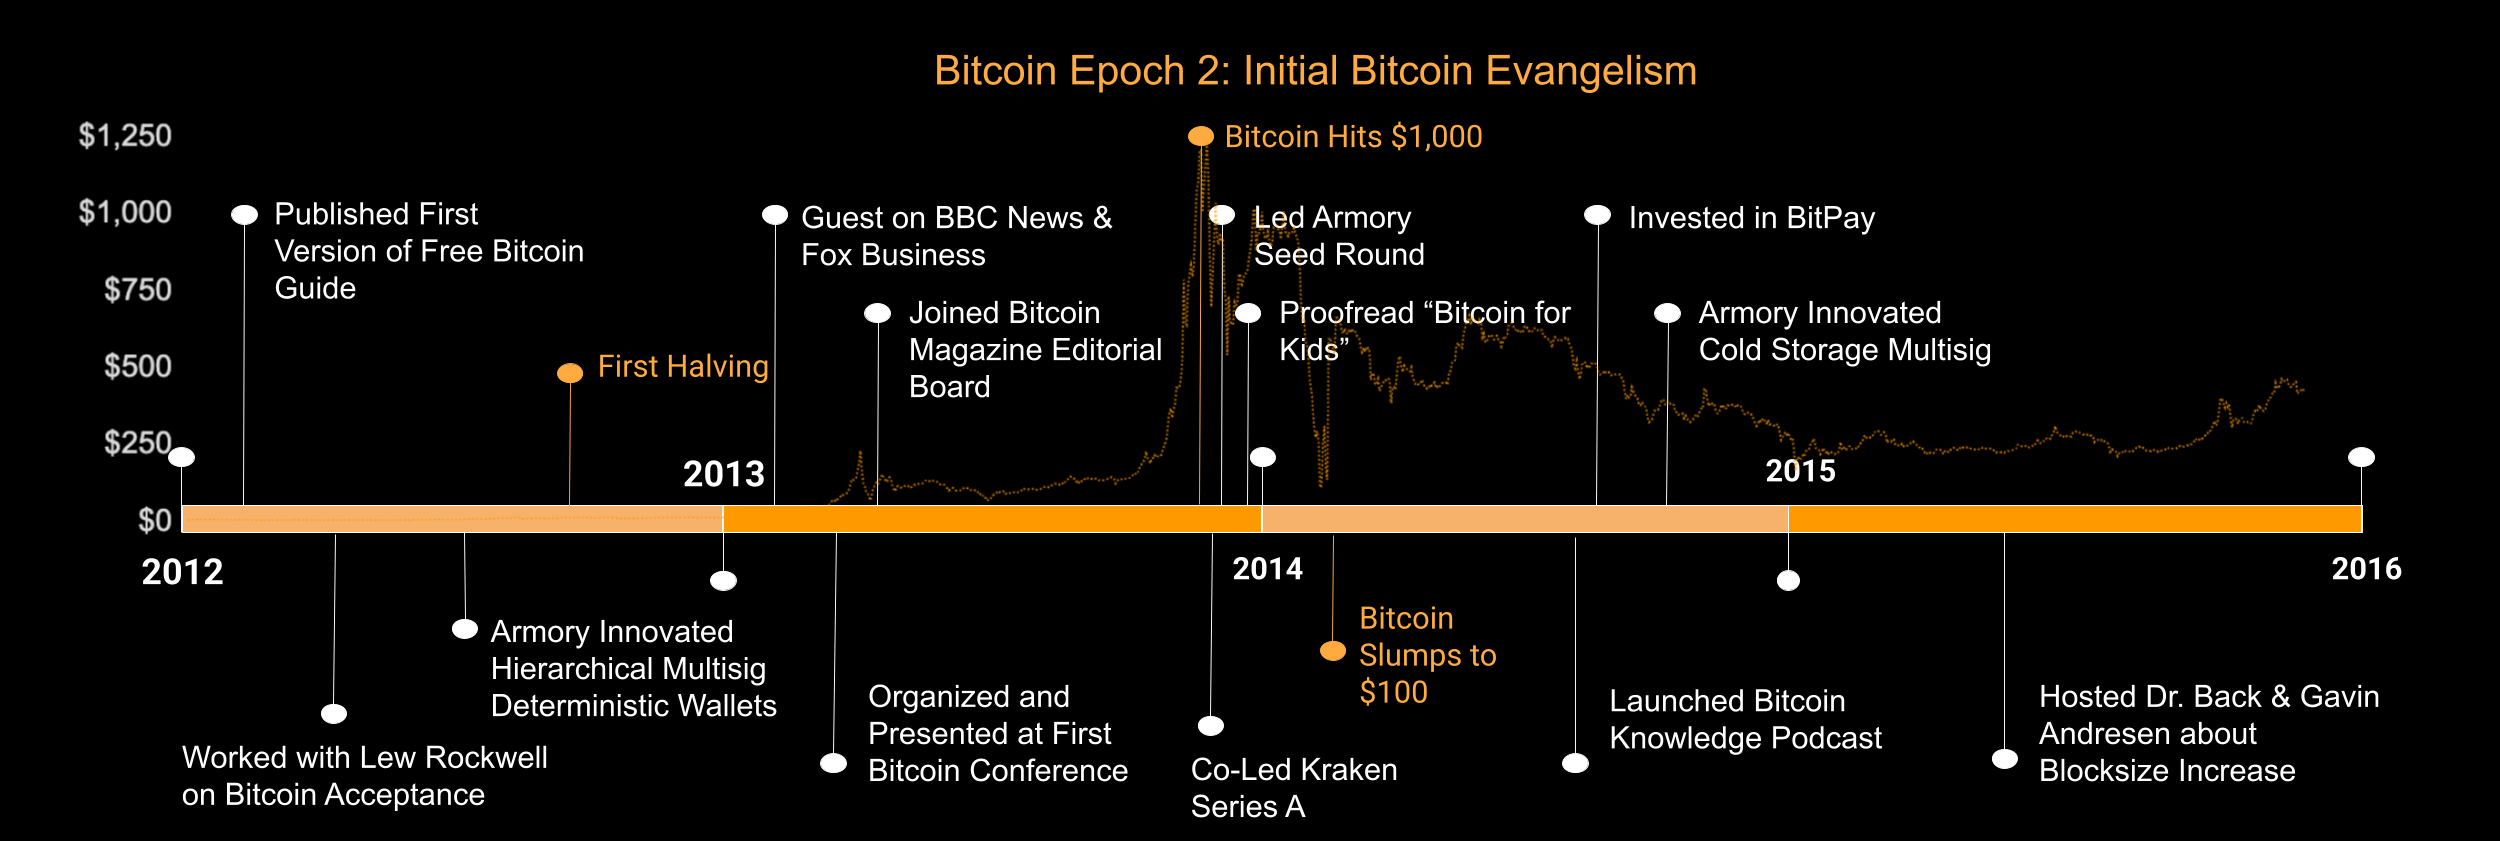 Bitcoin Epoch 2: Initial Bitcoin Evangelism
$1,250
$1,000
$750
$500
$250
$0
Bitcoin Hits $1,000
Published First
Version of Free Bitcoin
Guide
Guest on BBC News &
Fox Business
Led Armory
Seed Round
Invested in BitPay
First Halving
Joined Bitcoin
Magazine Editorial
Board
Proofread “Bitcoin for
Kids”
Armory Innovated
Cold Storage Multisig
2013
2015
2012
2014
2016
Worked with Lew Rockwell
on Bitcoin Acceptance
Armory Innovated
Hierarchical Multisig
Deterministic Wallets
Organized and
Presented at First
Bitcoin Conference
Co-Led Kraken
Series A
Bitcoin
Slumps to
$100
Launched Bitcoin
Knowledge Podcast
Hosted Dr. Back & Gavin
Andresen about
Blocksize Increase